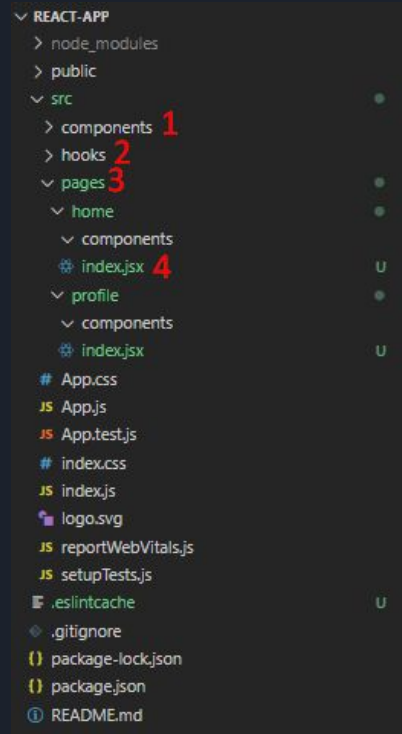 REACT-APP
node_modules
public
src
components 1
hooks 2
pages 3
home
components
index.jsx 4 U
profile
components
index.jsx U
# App.css
JS App.js
JS App.test.js
# index.css
JS index.js
logo.svg
JS reportWebVitals.js
JS setupTests.js
.eslintcache U
.gitignore
{} package-lock.json
{} package.json
README.md